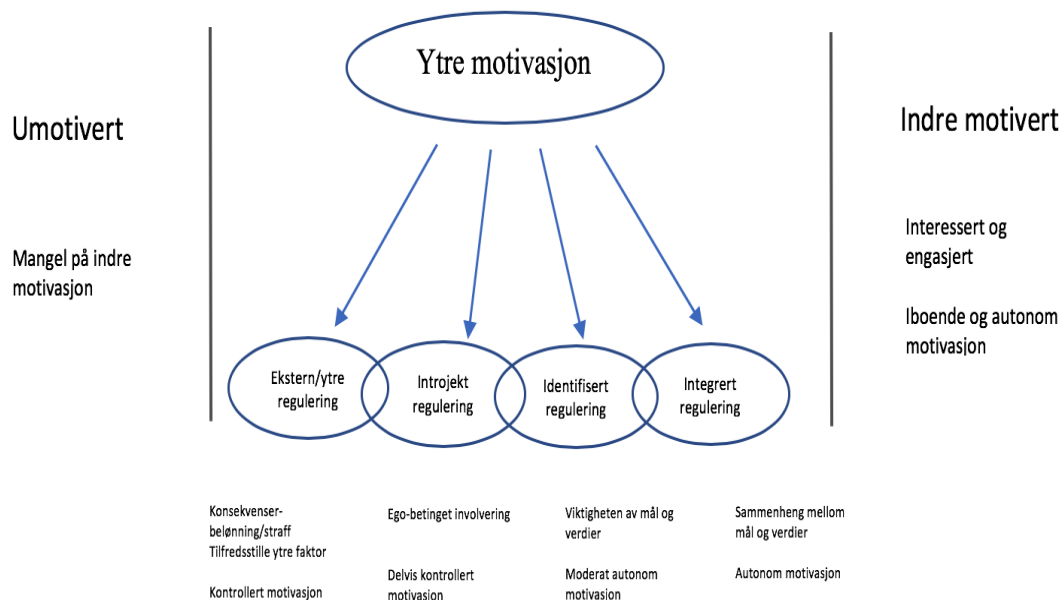 Ytre motivasjon
Umotivert
Mangel på indre
motivasjon
Indre motivert
Interessert og
engasjert
Iboende og autonom
motivasjon
Ekstern/ytre
regulering
Introjekt
regulering
Identifisert
regulering
Integrert
regulering
Konsekvenser-
belønning/straff
Tilfredsstille ytre faktor
Kontrollert motivasjon
Ego-betinget involvering
Delvis kontrollert
motivasjon
Viktigheten av mål og
verdier
Moderat autonom
motivasjon
Sammenheng mellom
mål og verdier
Autonom motivasjon